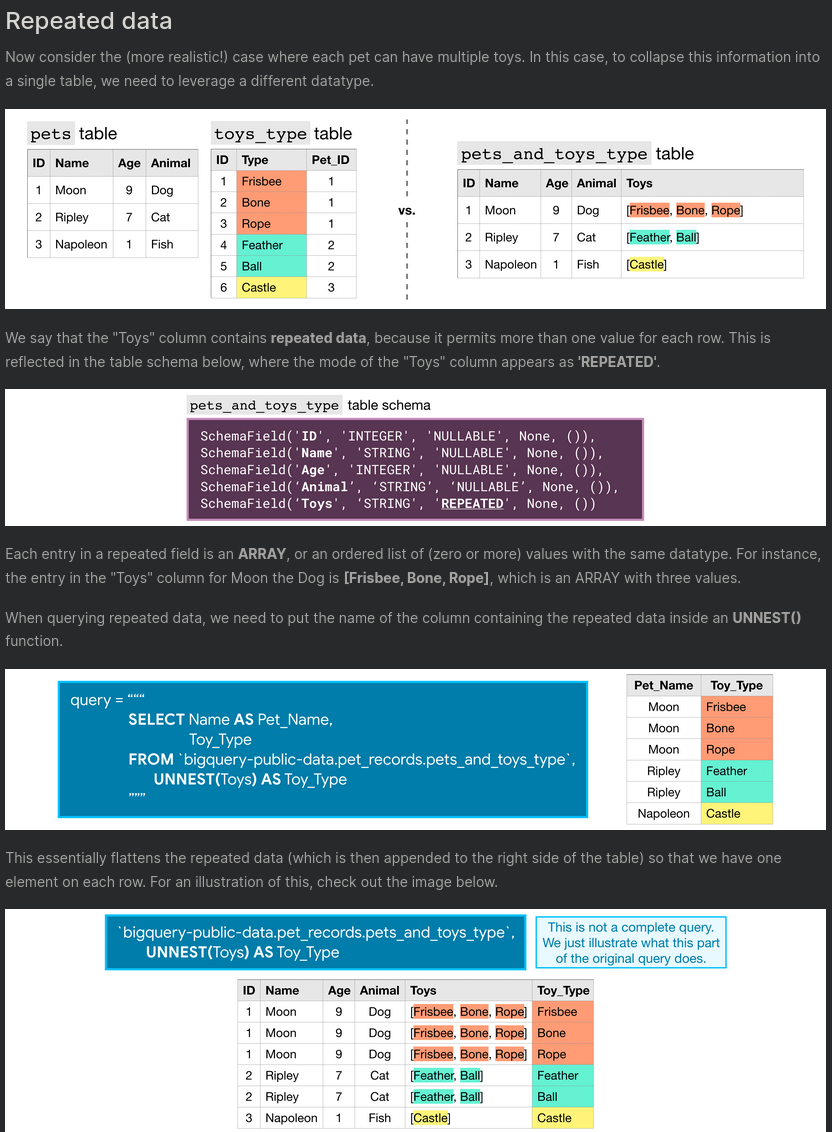 Repeated data
Now consider the (more realistic!) case where each pet can have multiple toys. In this case, to collapse this information into
a single table, we need to leverage a different datatype.
pets table
ID Name Age Animal
1 Moon 9 Dog
2 Ripley 7 Cat
3 Napoleon 1 Fish
toys_type table
ID Type Pet_ID
1 Frisbee 1
2 Bone 1
3 Rope 1
4 Feather 2
5 Ball 2
6 Castle 3
vs.
pets_and_toys_type table
ID Name Age Animal Toys
1 Moon 9 Dog [Frisbee, Bone, Rope]
2 Ripley 7 Cat [Feather, Ball]
3 Napoleon 1 Fish [Castle]
We say that the "Toys" column contains repeated data, because it permits more than one value for each row. This is
reflected in the table schema below, where the mode of the "Toys" column appears as 'REPEATED'.
pets_and_toys_type table schema
SchemaField('ID', 'INTEGER', 'NULLABLE', None, ()),
SchemaField('Name', 'STRING', 'NULLABLE', None, ()),
SchemaField('Age', 'INTEGER', 'NULLABLE', None, ()),
SchemaField('Animal’, ‘STRING’, ‘NULLABLE’, None, ()),
SchemaField('Toys', ‘STRING', 'REPEATED', None, ())
Each entry in a repeated field is an ARRAY, or an ordered list of (zero or more) values with the same datatype. For instance,
the entry in the "Toys" column for Moon the Dog is [Frisbee, Bone, Rope], which is an ARRAY with three values.
When querying repeated data, we need to put the name of the column containing the repeated data inside an UNNEST()
function.
query = “““
SELECT Name AS Pet_Name,
Toy_Type
FROM `bigquery-public-data.pet_records.pets_and_toys_type`,
UNNEST(Toys) AS Toy_Type
”””
Pet_Name Toy_Type
Moon Frisbee
Moon Bone
Moon Rope
Ripley Feather
Ripley Ball
Napoleon Castle
This essentially flattens the repeated data (which is then appended to the right side of the table) so that we have one
element on each row. For an illustration of this, check out the image below.
`bigquery-public-data.pet_records.pets_and_toys_type`,
UNNEST(Toys) AS Toy_Type
This is not a complete query.
We just illustrate what this part
of the original query does.
ID Name Age Animal Toys Toy_Type
1 Moon 9 Dog [Frisbee, Bone, Rope] Frisbee
1 Moon 9 Dog [Frisbee, Bone, Rope] Bone
1 Moon 9 Dog [Frisbee, Bone, Rope] Rope
2 Ripley 7 Cat [Feather, Ball] Feather
2 Ripley 7 Cat [Feather, Ball] Ball
3 Napoleon 1 Fish [Castle] Castle